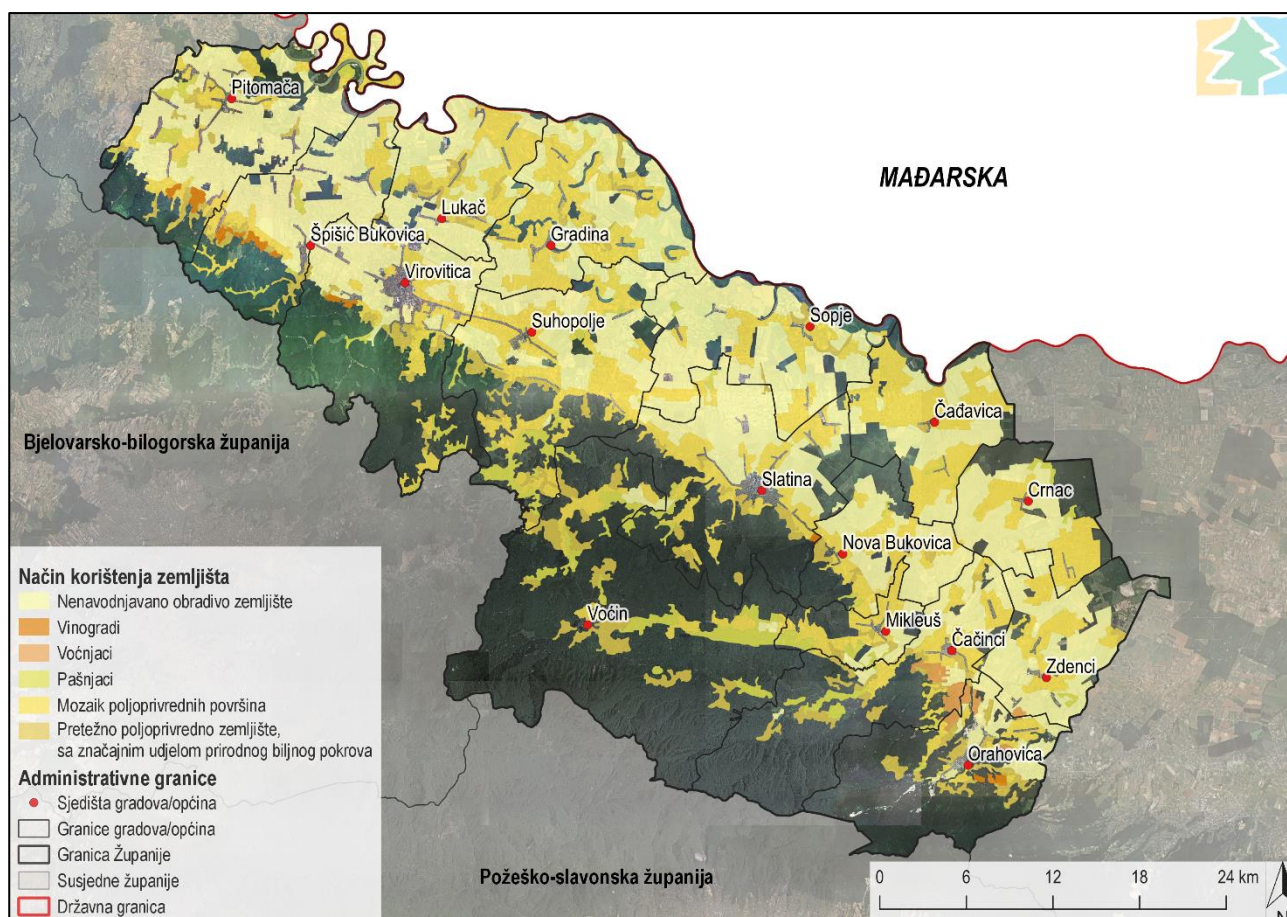 Pitomača
MAĐARSKA
Lukač
Špišić Bukovica
Gradina
Virovitica
Sopje
Suhopolje
Čađavica
Bjelovarsko-bilogorska županija
Slatina
Crnac
Nova Bukovica
Voćin
Mikleuš
Čačinci
Zdenci
Orahovica
Požeško-slavonska županija
Način korištenja zemljišta
Nenavodnjavano obradivo zemljište
Vinogradi
Voćnjaci
Pašnjaci
Mozaik poljoprivrednih površina
Pretežno poljoprivredno zemljište,
sa značajnim udjelom prirodnog biljnog pokrova
Administrativne granice
Sjedišta gradova/općina
Granice gradova/općina
Granica Županije
Susjedne županije
Državna granica
0 6 12 18 24 km